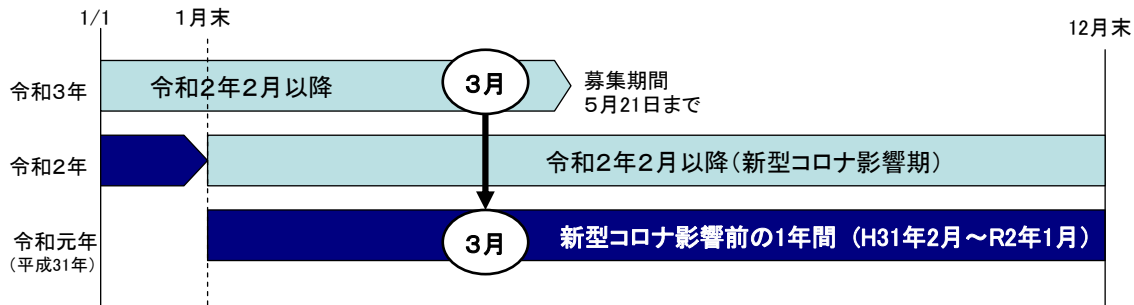 1/1
1月末
12月末
令和3年
令和2年2月以降
3月
募集期間
5月21日まで
令和2年
令和2年2月以降(新型コロナ影響期)
令和元年
(平成31年)
3月
新型コロナ影響前の1年間 (H31年2月~R2年1月)